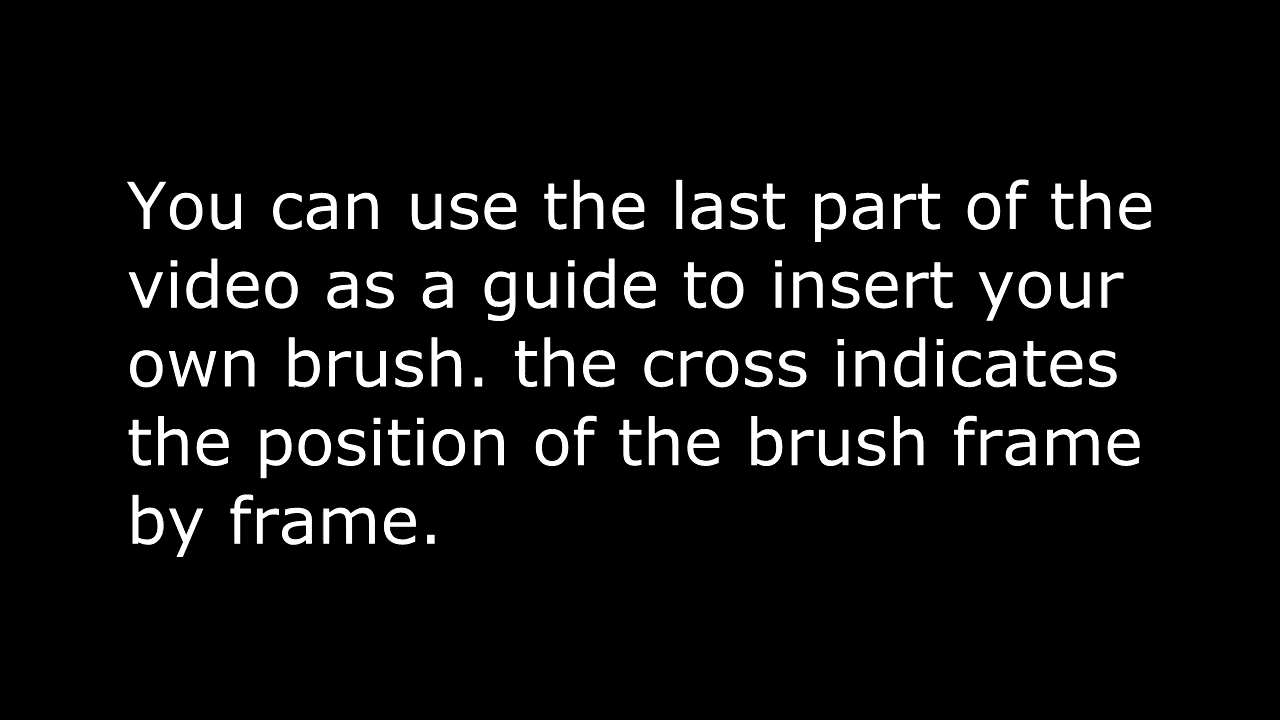 You can use the last part of the
video as a guide to insert your
own brush. the cross indicates
the position of the brush frame
by frame.